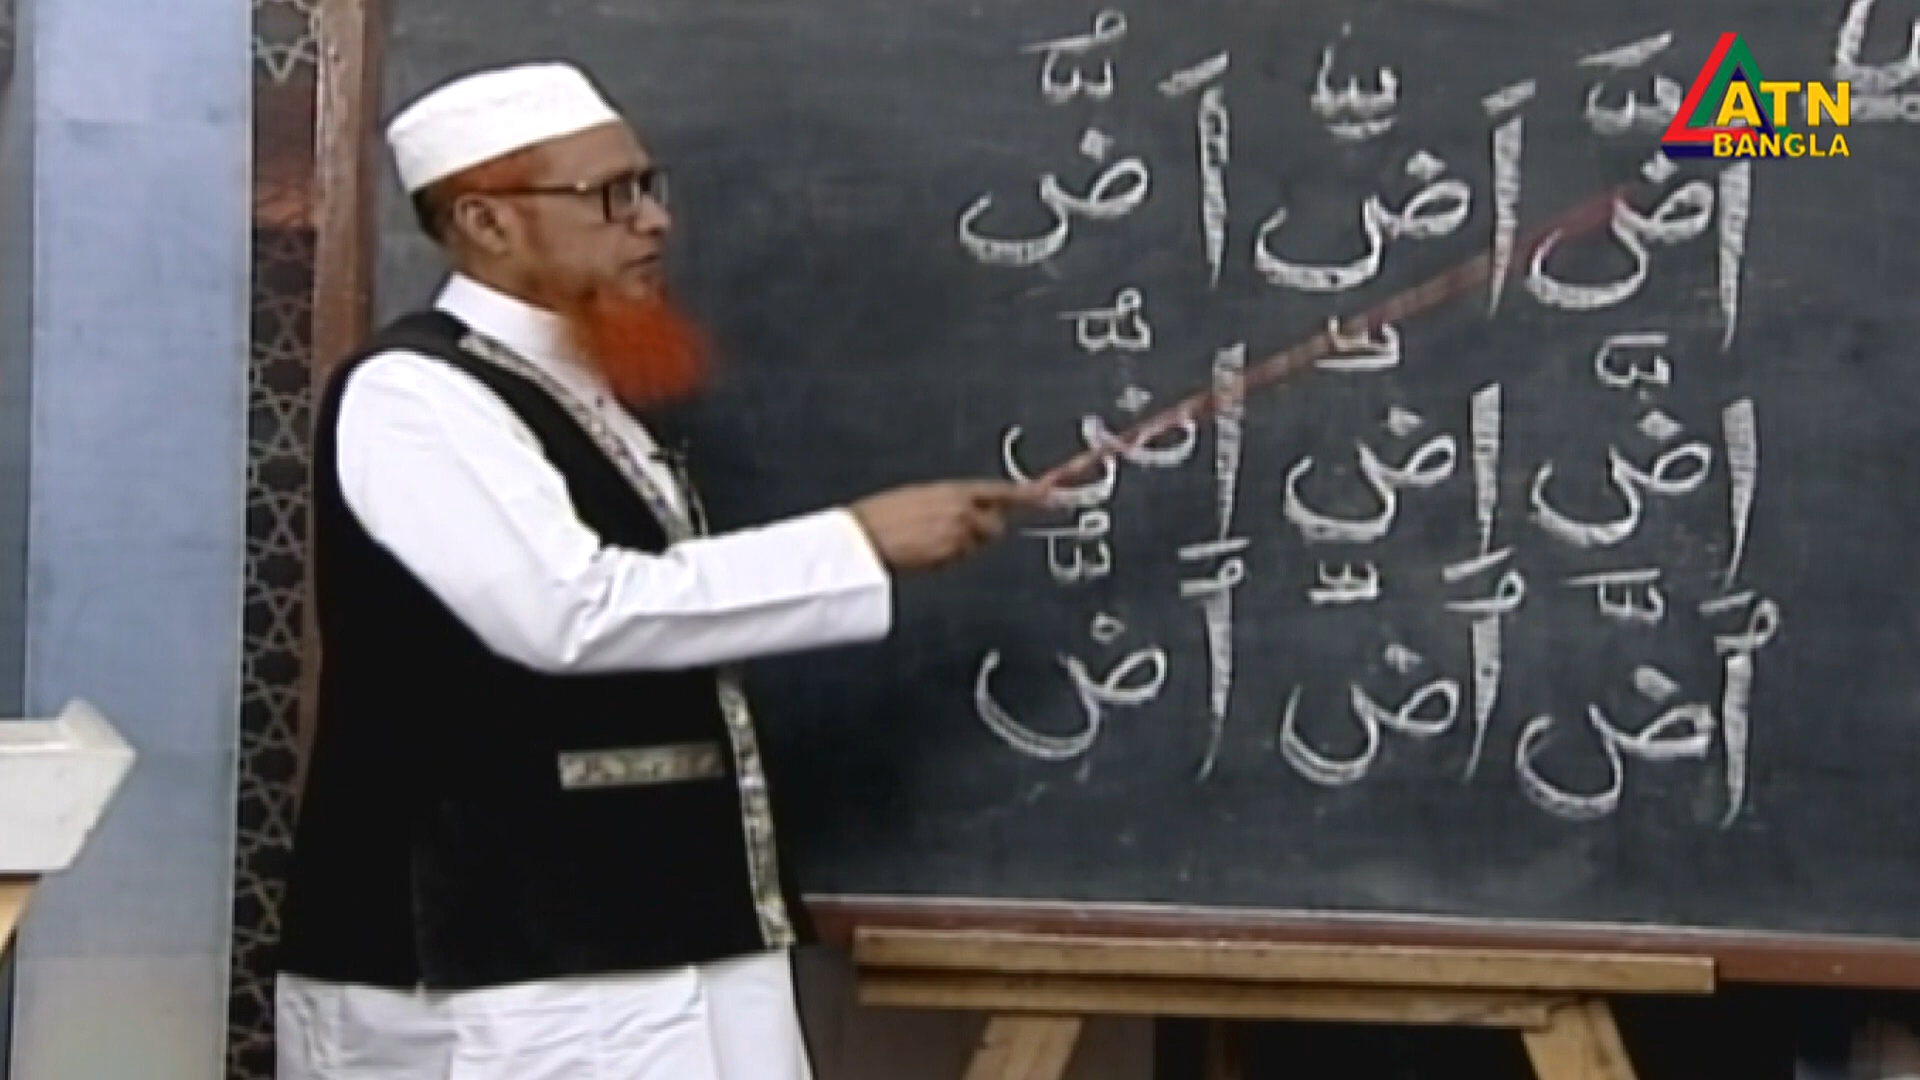 ATN
BANGLA
اَضَّ اَضِّ اَضُّ
اِضَّ اِضِّ اِضُّ
اُضَّ اُضِّ اُضُّ